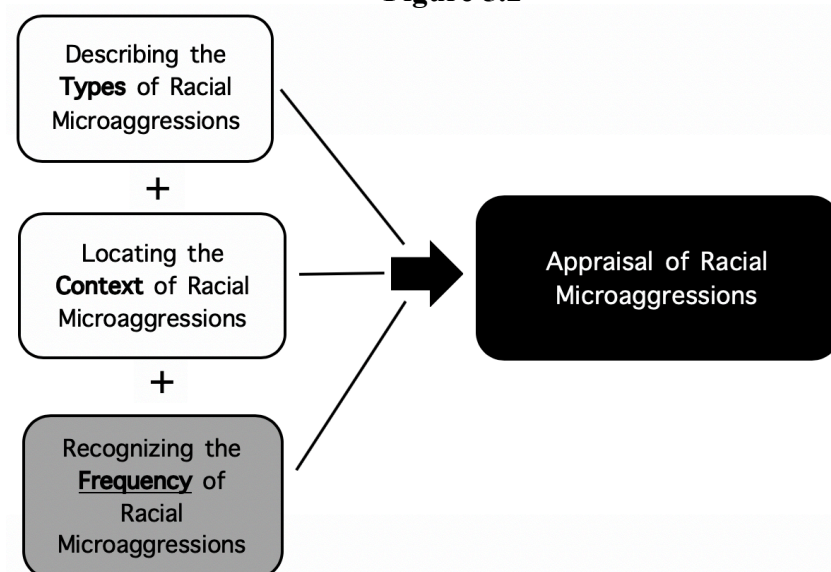 Describing the
Types of Racial
Microaggressions
+
Locating the
Context of Racial
Microaggressions
+
Recognizing the
Frequency of
Racial
Microaggressions
Appraisal of Racial
Microaggressions